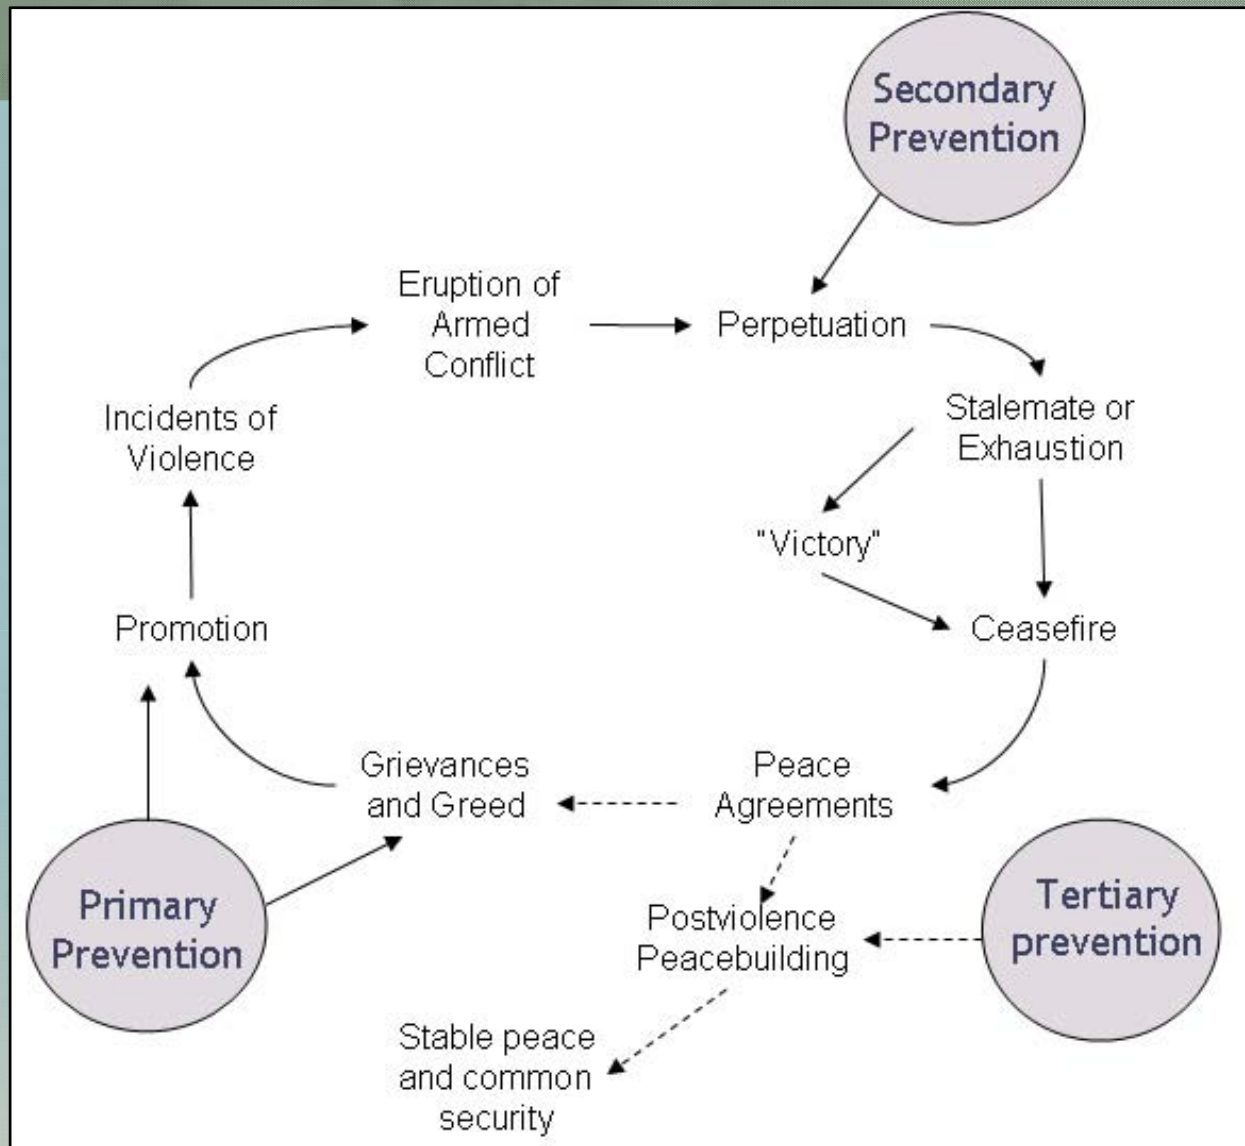 Secondary
Prevention
Eruption of
Armed
Conflict
Perpetuation
Incidents of
Violence
Stalemate or
Exhaustion
"Victory"
Promotion
Ceasefire
Grievances
and Greed
Peace
Agreements
Primary
Prevention
Postviolence
Peacebuilding
Tertiary
prevention
Stable peace
and common
security